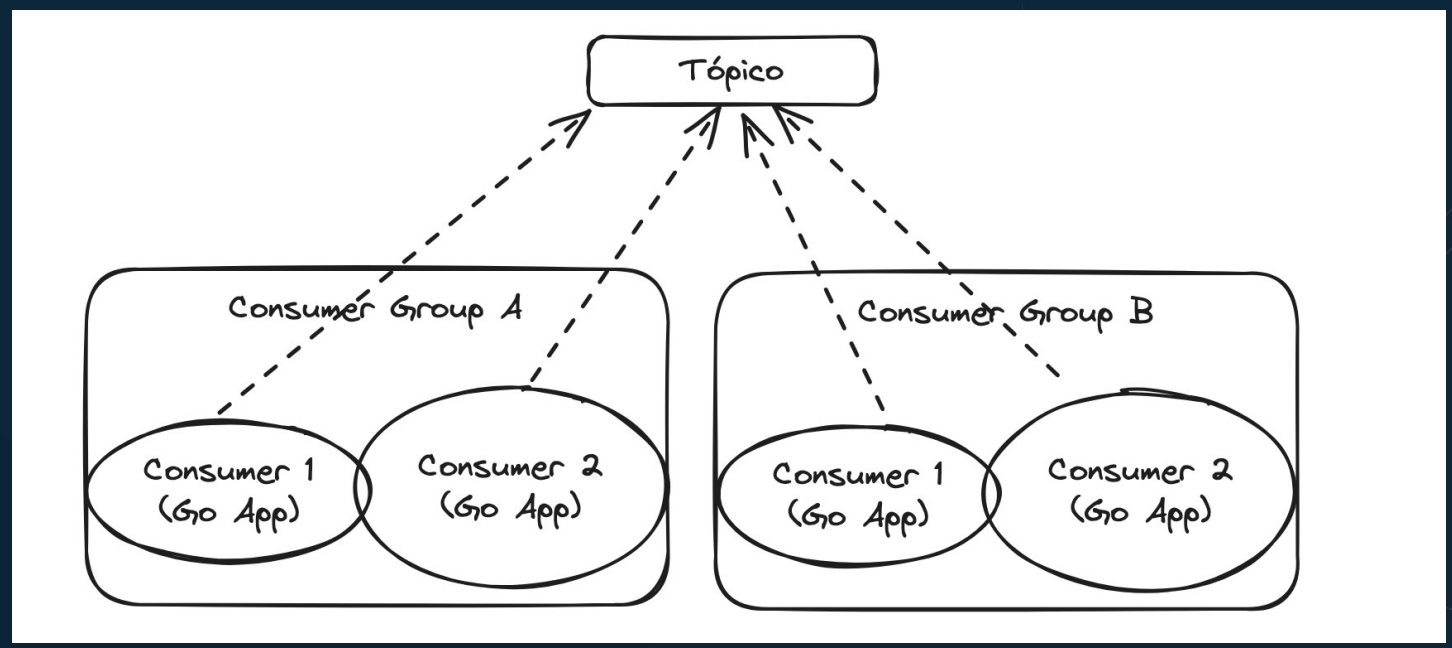 Tópico
Consumer Group A
Consumer 1
(Go App)
Consumer 2
(Go App)
Consumer Group B
Consumer 1
(Go App)
Consumer 2
(Go App)